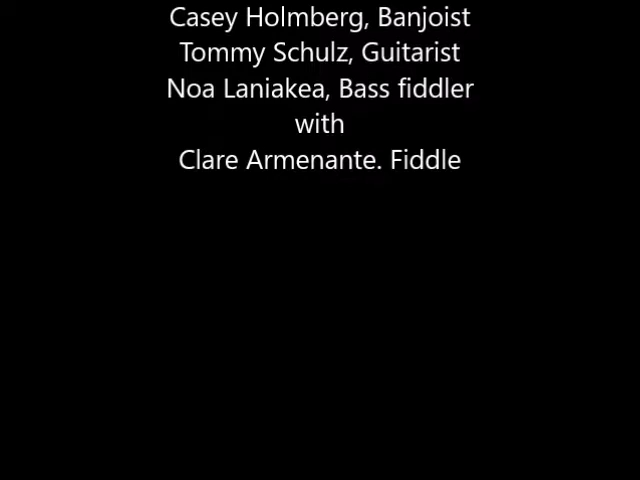 Casey Holmberg, Banjoist
Tommy Schulz, Guitarist
Noa Laniakea, Bass fiddler
with
Clare Armenante. Fiddle